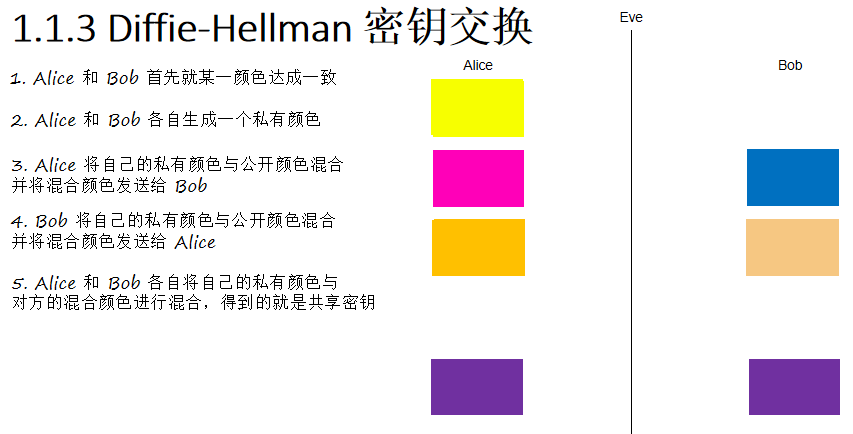 1.1.3 Diffie-Hellman 密钥交换
1. Alice 和 Bob 首先就某一颜色达成一致
2. Alice 和 Bob 各自生成一个私有颜色
3. Alice 将自己的私有颜色与公开颜色混合
并将混合颜色发送给 Bob
4. Bob 将自己的私有颜色与公开颜色混合
并将混合颜色发送给 Alice
5. Alice 和 Bob 各自将自己的私有颜色与
对方的混合颜色进行混合，得到的就是共享密钥
Eve
Alice
Bob